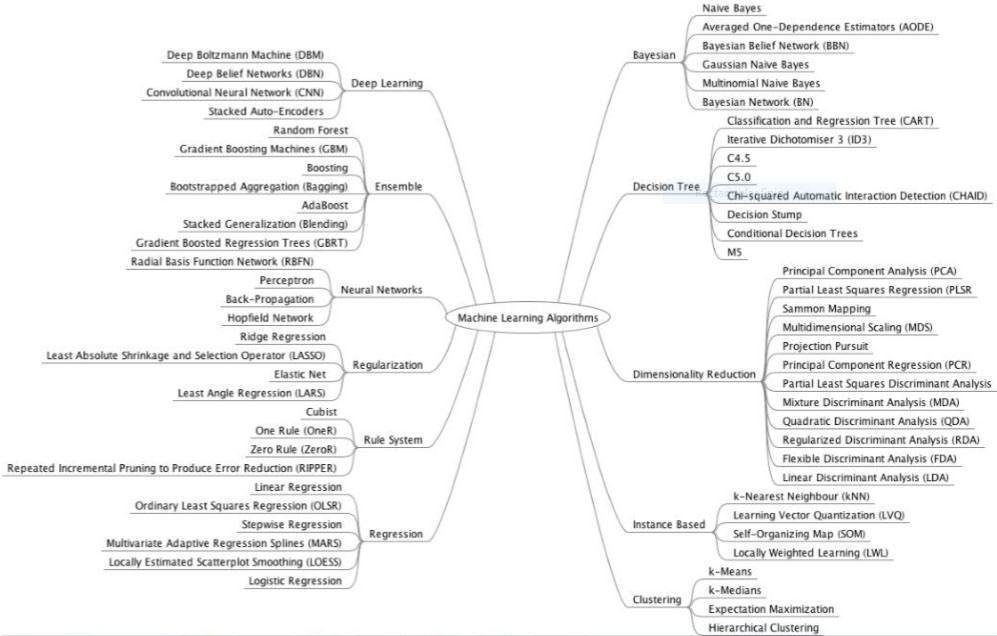 Machine Learning Algorithms
Deep Learning
Deep Boltzmann Machine (DBM)
Deep Belief Networks (DBN)
Convolutional Neural Network (CNN)
Stacked Auto-Encoders
Ensemble
Random Forest
Gradient Boosting Machines (GBM)
Boosting
Bootstrapped Aggregation (Bagging)
AdaBoost
Stacked Generalization (Blending)
Gradient Boosted Regression Trees (GBRT)
Neural Networks
Radial Basis Function Network (RBFN)
Perceptron
Back-Propagation
Hopfield Network
Regularization
Ridge Regression
Least Absolute Shrinkage and Selection Operator (LASSO)
Elastic Net
Least Angle Regression (LARS)
Rule System
Cubist
One Rule (OneR)
Zero Rule (ZeroR)
Repeated Incremental Pruning to Produce Error Reduction (RIPPER)
Regression
Linear Regression
Ordinary Least Squares Regression (OLSR)
Stepwise Regression
Multivariate Adaptive Regression Splines (MARS)
Locally Estimated Scatterplot Smoothing (LOESS)
Logistic Regression
Bayesian
Naive Bayes
Averaged One-Dependence Estimators (AODE)
Bayesian Belief Network (BBN)
Gaussian Naive Bayes
Multinomial Naive Bayes
Bayesian Network (BN)
Decision Tree
Classification and Regression Tree (CART)
Iterative Dichotomiser 3 (ID3)
C4.5
C5.0
Chi-squared Automatic Interaction Detection (CHAID)
Decision Stump
Conditional Decision Trees
M5
Dimensionality Reduction
Principal Component Analysis (PCA)
Partial Least Squares Regression (PLSR
Sammon Mapping
Multidimensional Scaling (MDS)
Projection Pursuit
Principal Component Regression (PCR)
Partial Least Squares Discriminant Analysis
Mixture Discriminant Analysis (MDA)
Quadratic Discriminant Analysis (QDA)
Regularized Discriminant Analysis (RDA)
Flexible Discriminant Analysis (FDA)
Linear Discriminant Analysis (LDA)
Instance Based
k-Nearest Neighbour (kNN)
Learning Vector Quantization (LVQ)
Self-Organizing Map (SOM)
Locally Weighted Learning (LWL)
Clustering
k-Means
k-Medians
Expectation Maximization
Hierarchical Clustering